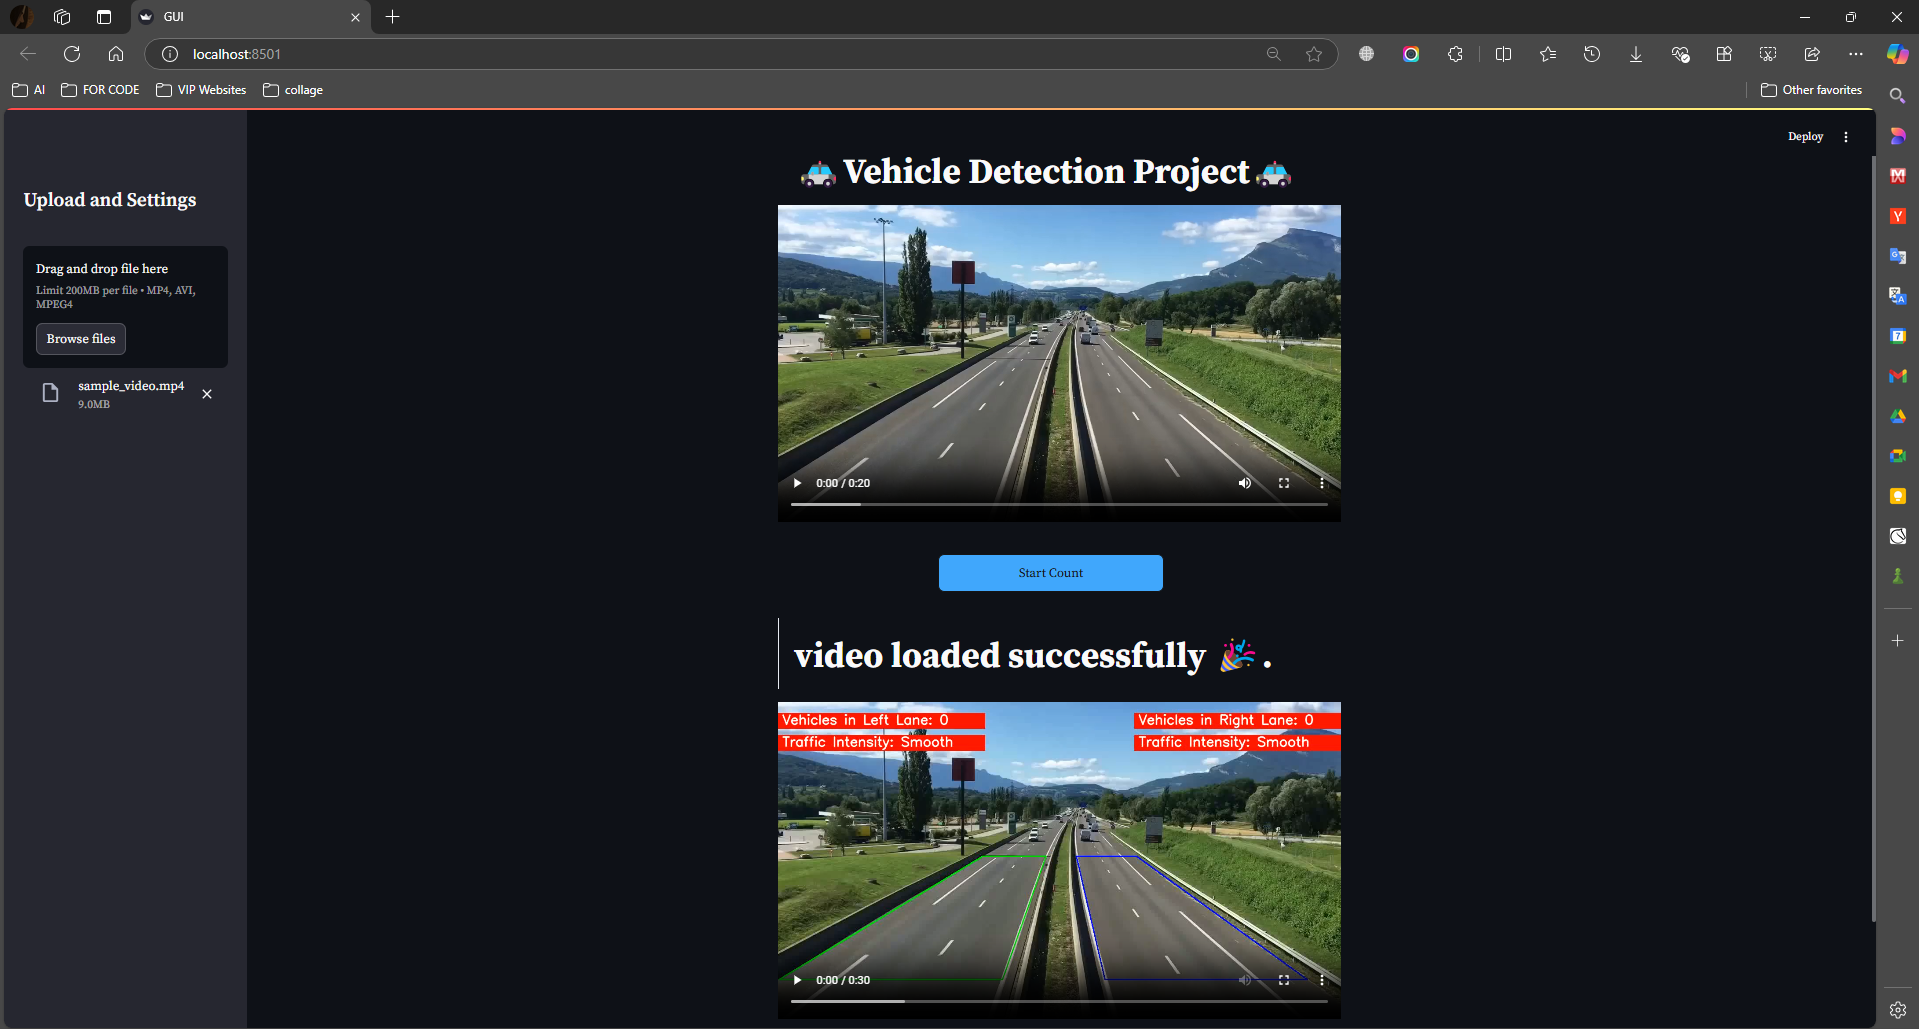 GUI
localhost:8501
AI
FOR CODE
VIP Websites
collage
Other favorites
Deploy
Upload and Settings
Drag and drop file here
Limit 200MB per file • MP4, AVI,
MPEG4
Browse files
sample_video.mp4
9.0MB
🚓 Vehicle Detection Project 🚓
0:00 / 0:20
Start Count
video loaded successfully 🎉 .
Vehicles in Left Lane: 0
Traffic Intensity: Smooth
Vehicles in Right Lane: 0
Traffic Intensity: Smooth
0:00 / 0:30